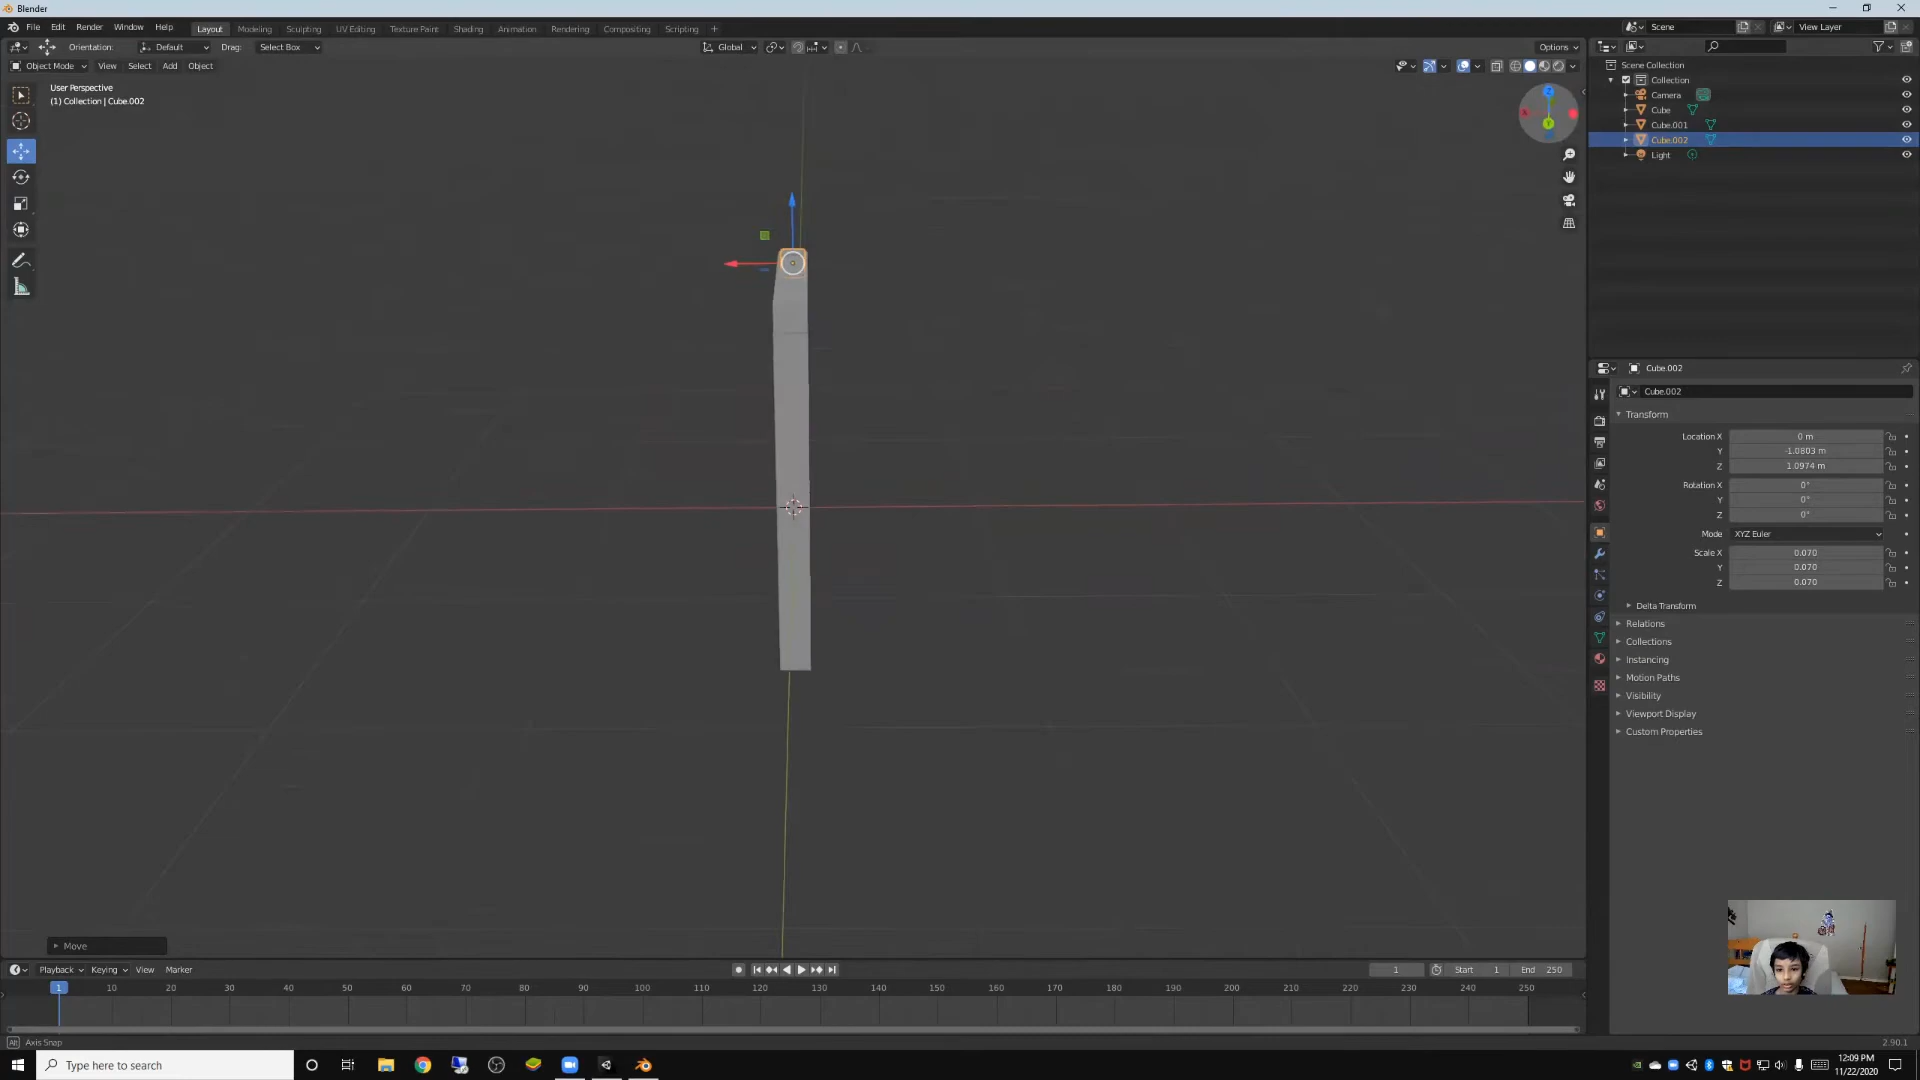 Blender
File Edit Render Window Help
Layout Modeling Sculpting UV Editing Texture Paint Shading Animation Rendering Compositing Scripting +
Scene
View Layer
Orientation: Default Drag: Select Box
Global
Options
Object Mode View Select Add Object
User Perspective
(1) Collection | Cube.002
Scene Collection
Collection
Camera
Cube
Cube.001
Cube.002
Light
Cube.002
Cube.002
Transform
Location X 0 m
Y -1.0803 m
Z 1.0974 m
Rotation X 0°
Y 0°
Z 0°
Mode XYZ Euler
Scale X 0.070
Y 0.070
Z 0.070
Delta Transform
Relations
Collections
Instancing
Motion Paths
Visibility
Viewport Display
Custom Properties
Move
Playback Keying View Marker
1 Start 1 End 250
1 10 20 30 40 50 60 70 80 90 100 110 120 130 140 150 160 170 180 190 200 210 220 230 240 250
Alt Axis Snap
2.90.1
Type here to search
12:09 PM
11/22/2020